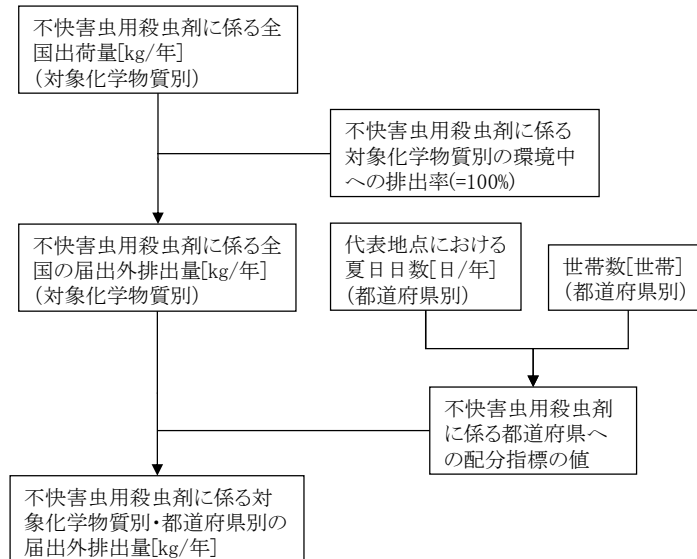 不快害虫用殺虫剤に係る全
国出荷量[kg/年]
(対象化学物質別)
不快害虫用殺虫剤に係る
対象化学物質別の環境中
への排出率(=100%)
不快害虫用殺虫剤に係る全
国の届出外排出量[kg/年]
(対象化学物質別)
代表地点における
夏日日数[日/年]
(都道府県別)
世帯数[世帯]
(都道府県別)
不快害虫用殺虫剤
に係る都道府県へ
の配分指標の値
不快害虫用殺虫剤に係る対
象化学物質別・都道府県別の
届出外排出量[kg/年]